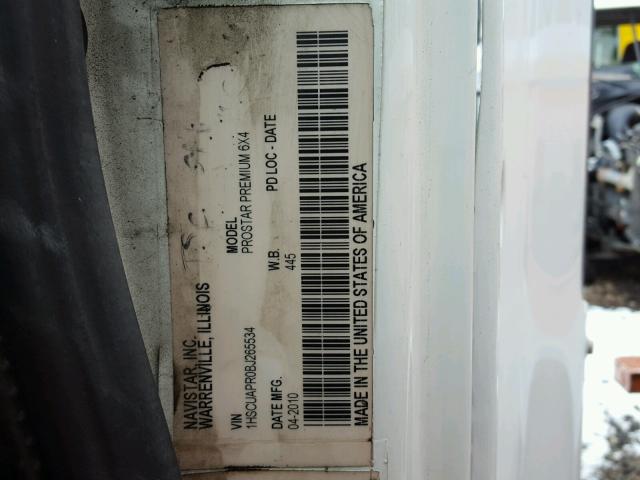 NAVISTAR, INC.
WARRENVILLE, ILLINOIS
VIN MODEL
1HSCUAPR0BJ265534 PROSTAR PREMIUM 6X4
DATE MFG. W.B. PD LOC - DATE
04-2010 445
MADE IN THE UNITED STATES OF AMERICA